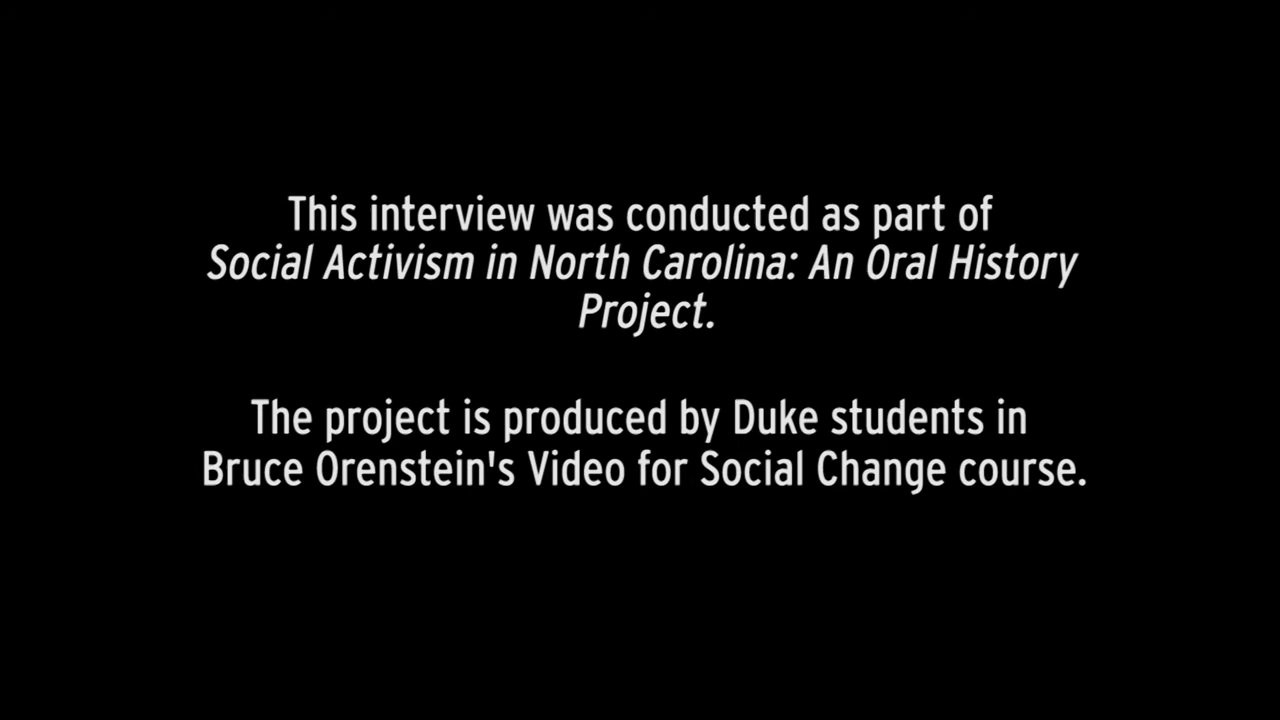 This interview was conducted as part of
Social Activism in North Carolina: An Oral History
Project.
The project is produced by Duke students in
Bruce Orenstein's Video for Social Change course.